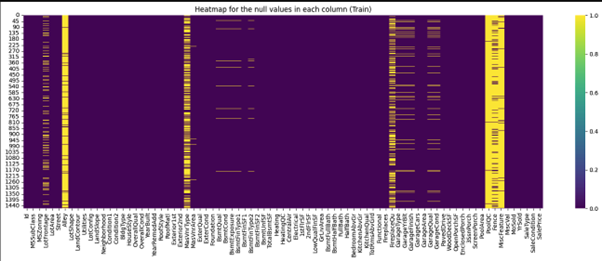 Heatmap for the null values in each column (Train)
0
45
90
135
180
225
270
315
360
405
450
495
540
585
630
675
720
765
810
855
900
945
990
1035
1080
1125
1170
1215
1260
1305
1350
1395
1440
Id
MSSubClass
MSZoning
LotFrontage
LotArea
Street
Alley
LotShape
LandContour
Utilities
LotConfig
LandSlope
Neighborhood
Condition1
Condition2
BldgType
HouseStyle
OverallQual
OverallCond
YearBuilt
YearRemodAdd
RoofStyle
RoofMatl
Exterior1st
Exterior2nd
MasVnrType
MasVnrArea
ExterQual
ExterCond
Foundation
BsmtQual
BsmtCond
BsmtExposure
BsmtFinType1
BsmtFinSF1
BsmtFinType2
BsmtFinSF2
BsmtUnfSF
TotalBsmtSF
Heating
HeatingQC
CentralAir
Electrical
1stFlrSF
2ndFlrSF
LowQualFinSF
GrLivArea
BsmtFullBath
BsmtHalfBath
FullBath
HalfBath
BedroomAbvGr
KitchenAbvGr
KitchenQual
TotRmsAbvGrd
Functional
Fireplaces
FireplaceQu
GarageType
GarageYrBlt
GarageFinish
GarageCars
GarageArea
GarageQual
GarageCond
PavedDrive
WoodDeckSF
OpenPorchSF
EnclosedPorch
3SsnPorch
ScreenPorch
PoolArea
PoolQC
Fence
MiscFeature
MiscVal
MoSold
YrSold
SaleType
SaleCondition
SalePrice
1.0
0.8
0.6
0.4
0.2
0.0